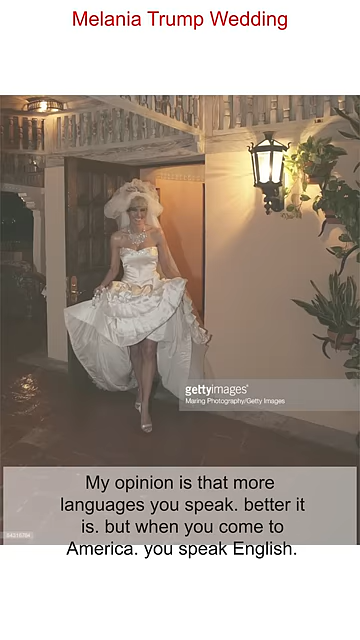 Melania Trump Wedding
gettyimages®
Maring Photography/Getty Images
My opinion is that more
languages you speak. better it
is. but when you come to
America. you speak English.